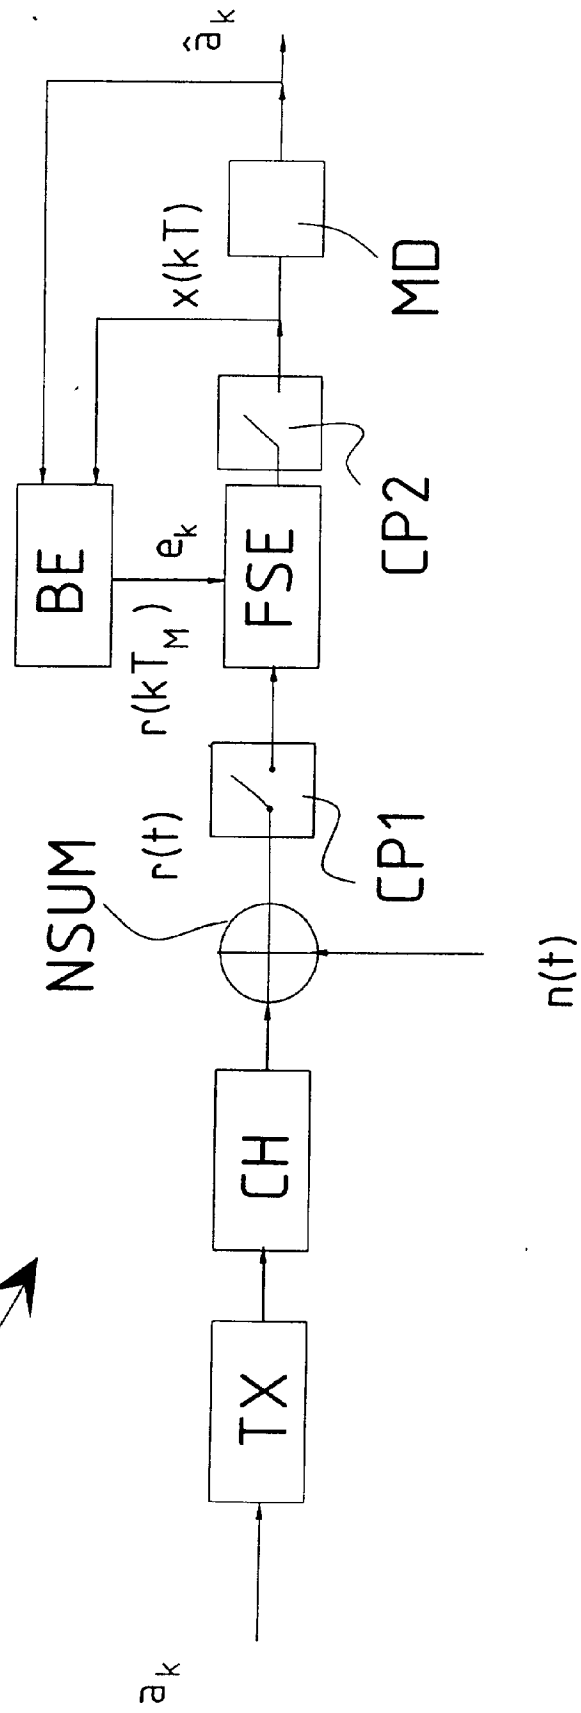 a_k
TX
CH
NSUM
n(t)
r(t)
CP1
r(kT_M)
FSE
BE
e_k
CP2
x(kT)
MD
â_k